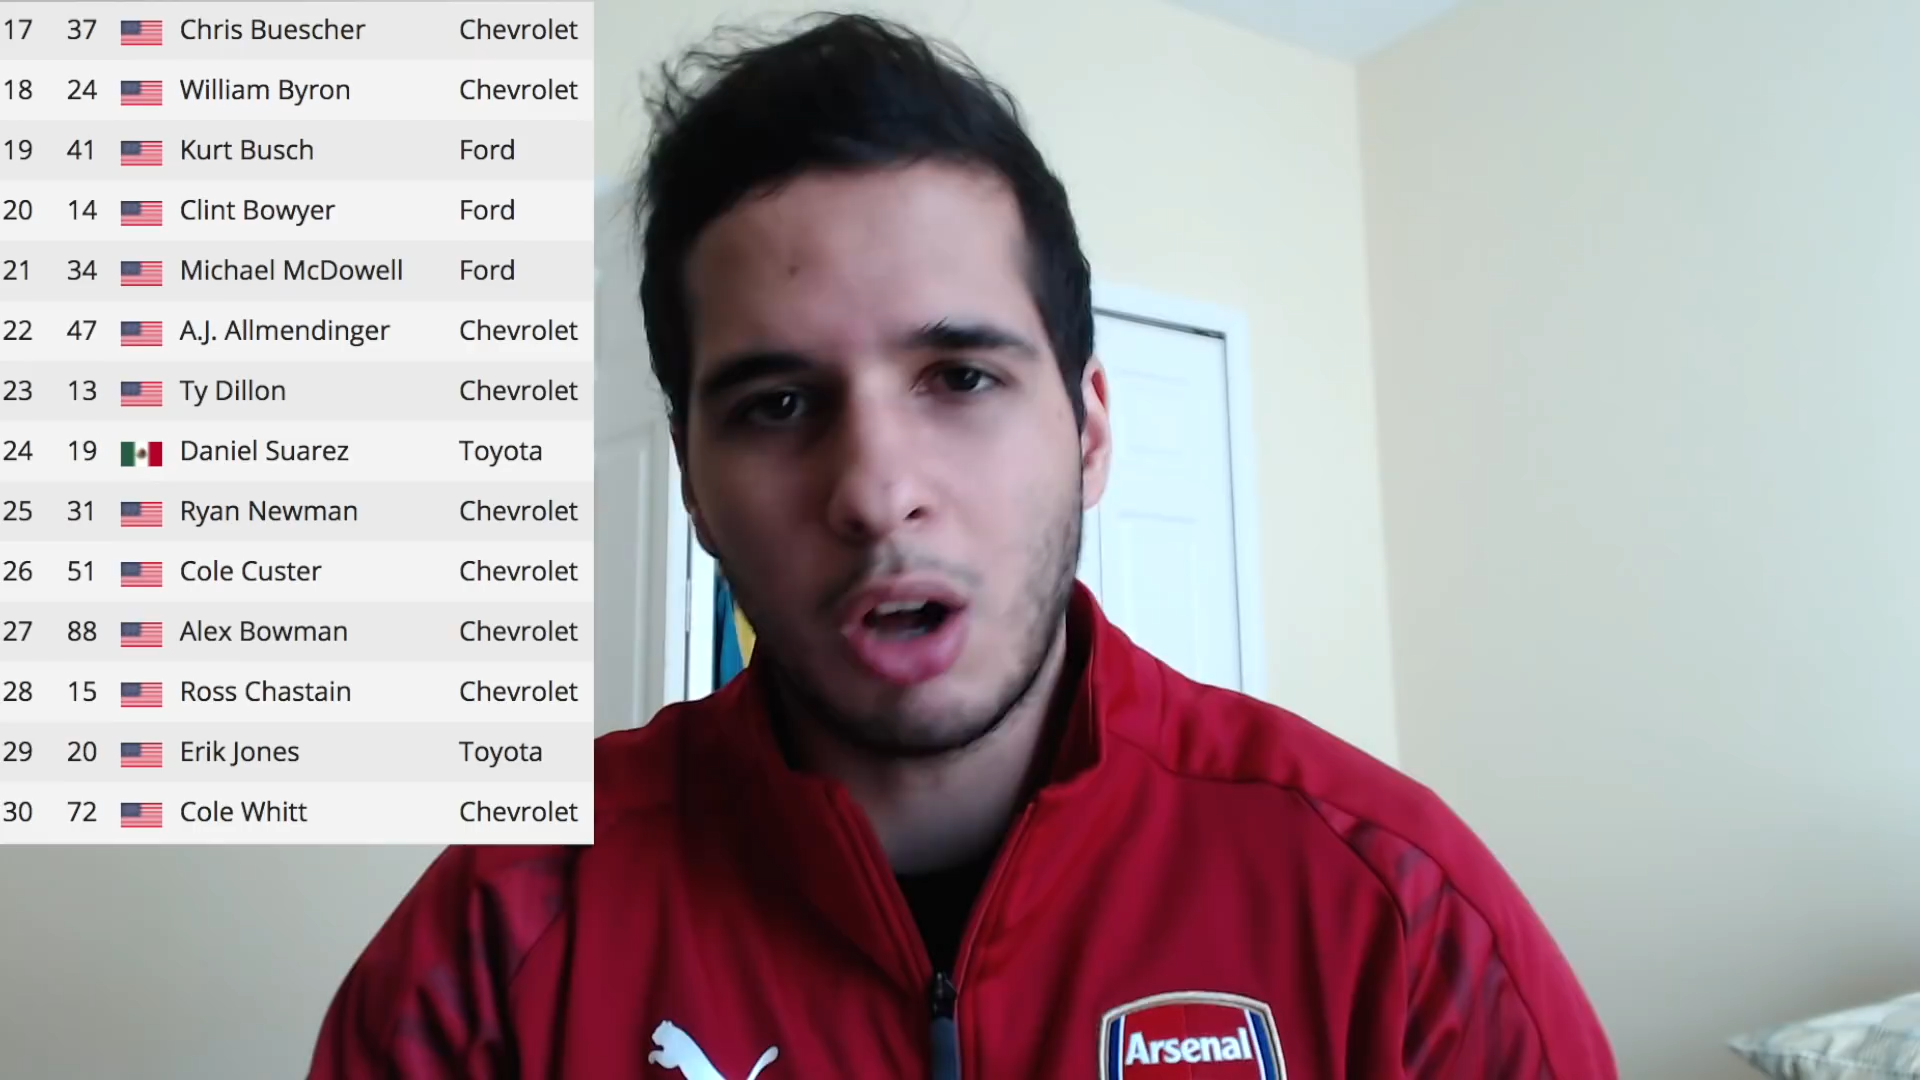 17 37 Chris Buescher Chevrolet
18 24 William Byron Chevrolet
19 41 Kurt Busch Ford
20 14 Clint Bowyer Ford
21 34 Michael McDowell Ford
22 47 A.J. Allmendinger Chevrolet
23 13 Ty Dillon Chevrolet
24 19 Daniel Suarez Toyota
25 31 Ryan Newman Chevrolet
26 51 Cole Custer Chevrolet
27 88 Alex Bowman Chevrolet
28 15 Ross Chastain Chevrolet
29 20 Erik Jones Toyota
30 72 Cole Whitt Chevrolet
Arsenal